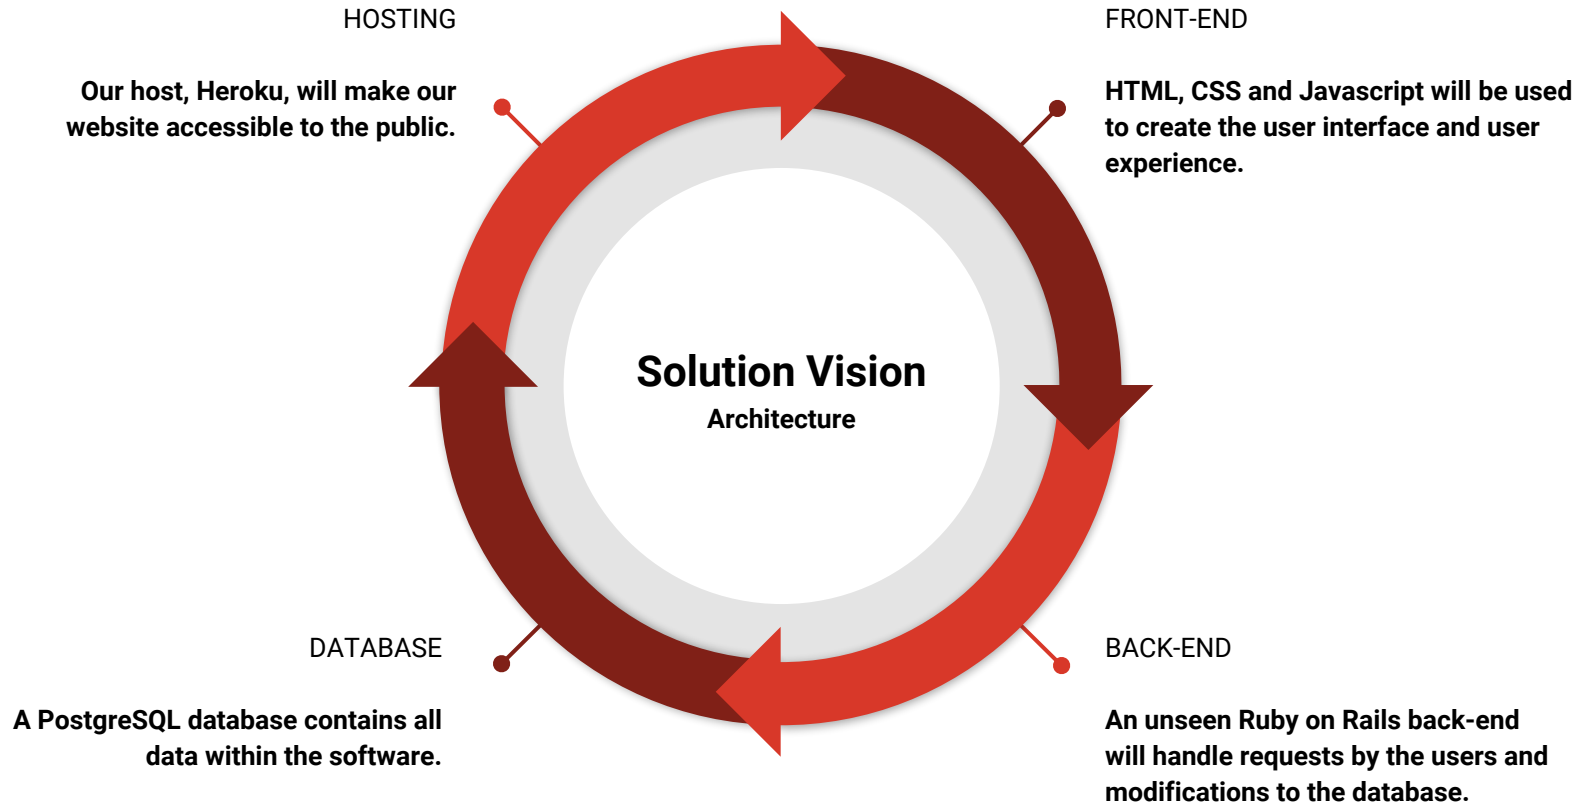 HOSTING
Our host, Heroku, will make our
website accessible to the public.
FRONT-END
HTML, CSS and Javascript will be used
to create the user interface and user
experience.
Solution Vision
Architecture
DATABASE
A PostgreSQL database contains all
data within the software.
BACK-END
An unseen Ruby on Rails back-end
will handle requests by the users and
modifications to the database.